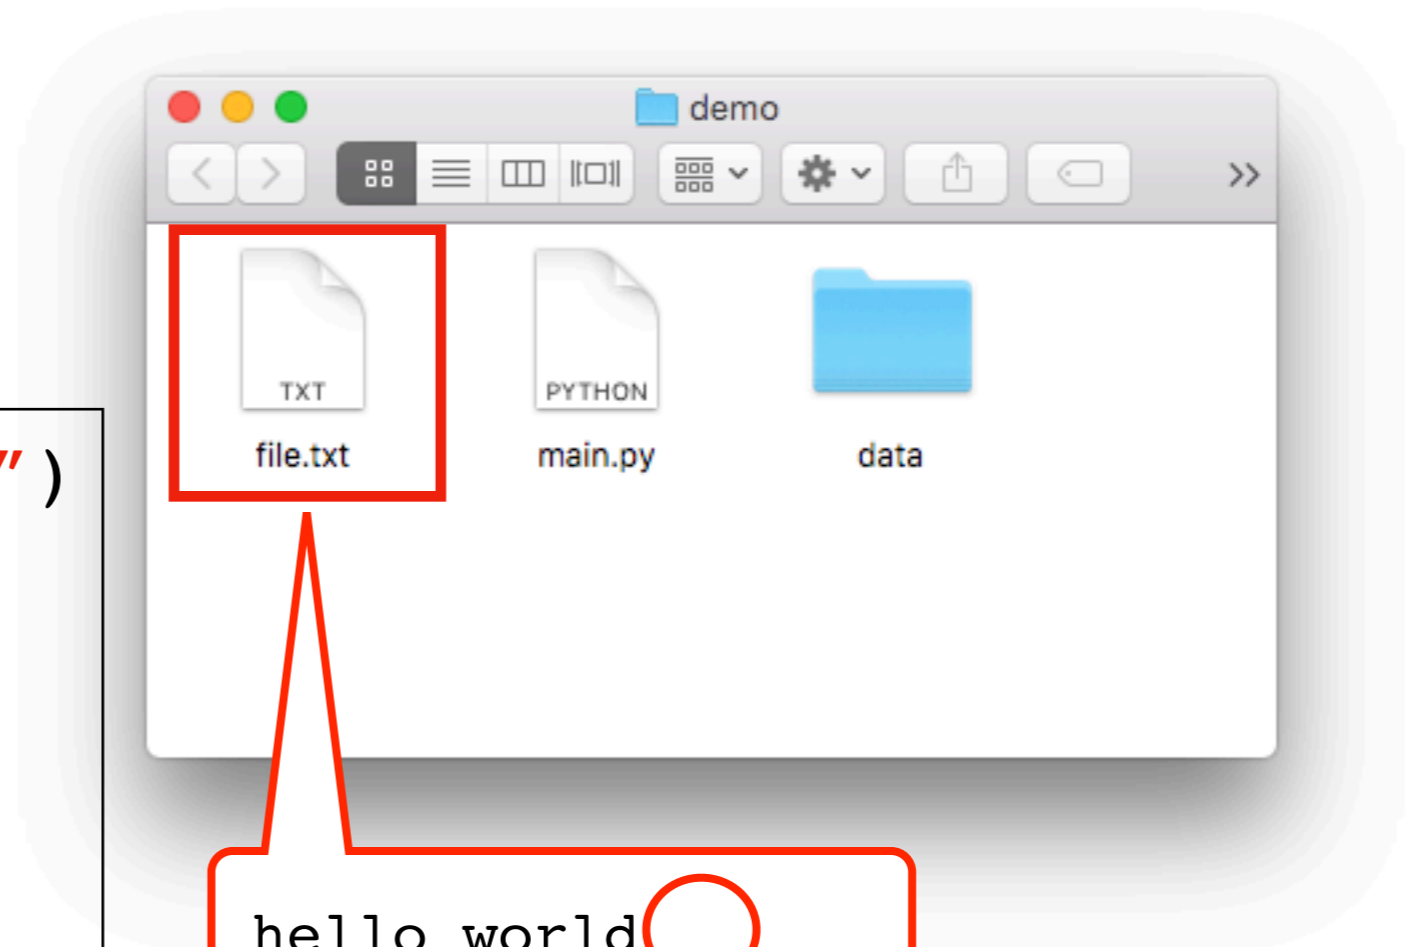 demo
TXT
PYTHON
file.txt
main.py
data
")
hello world